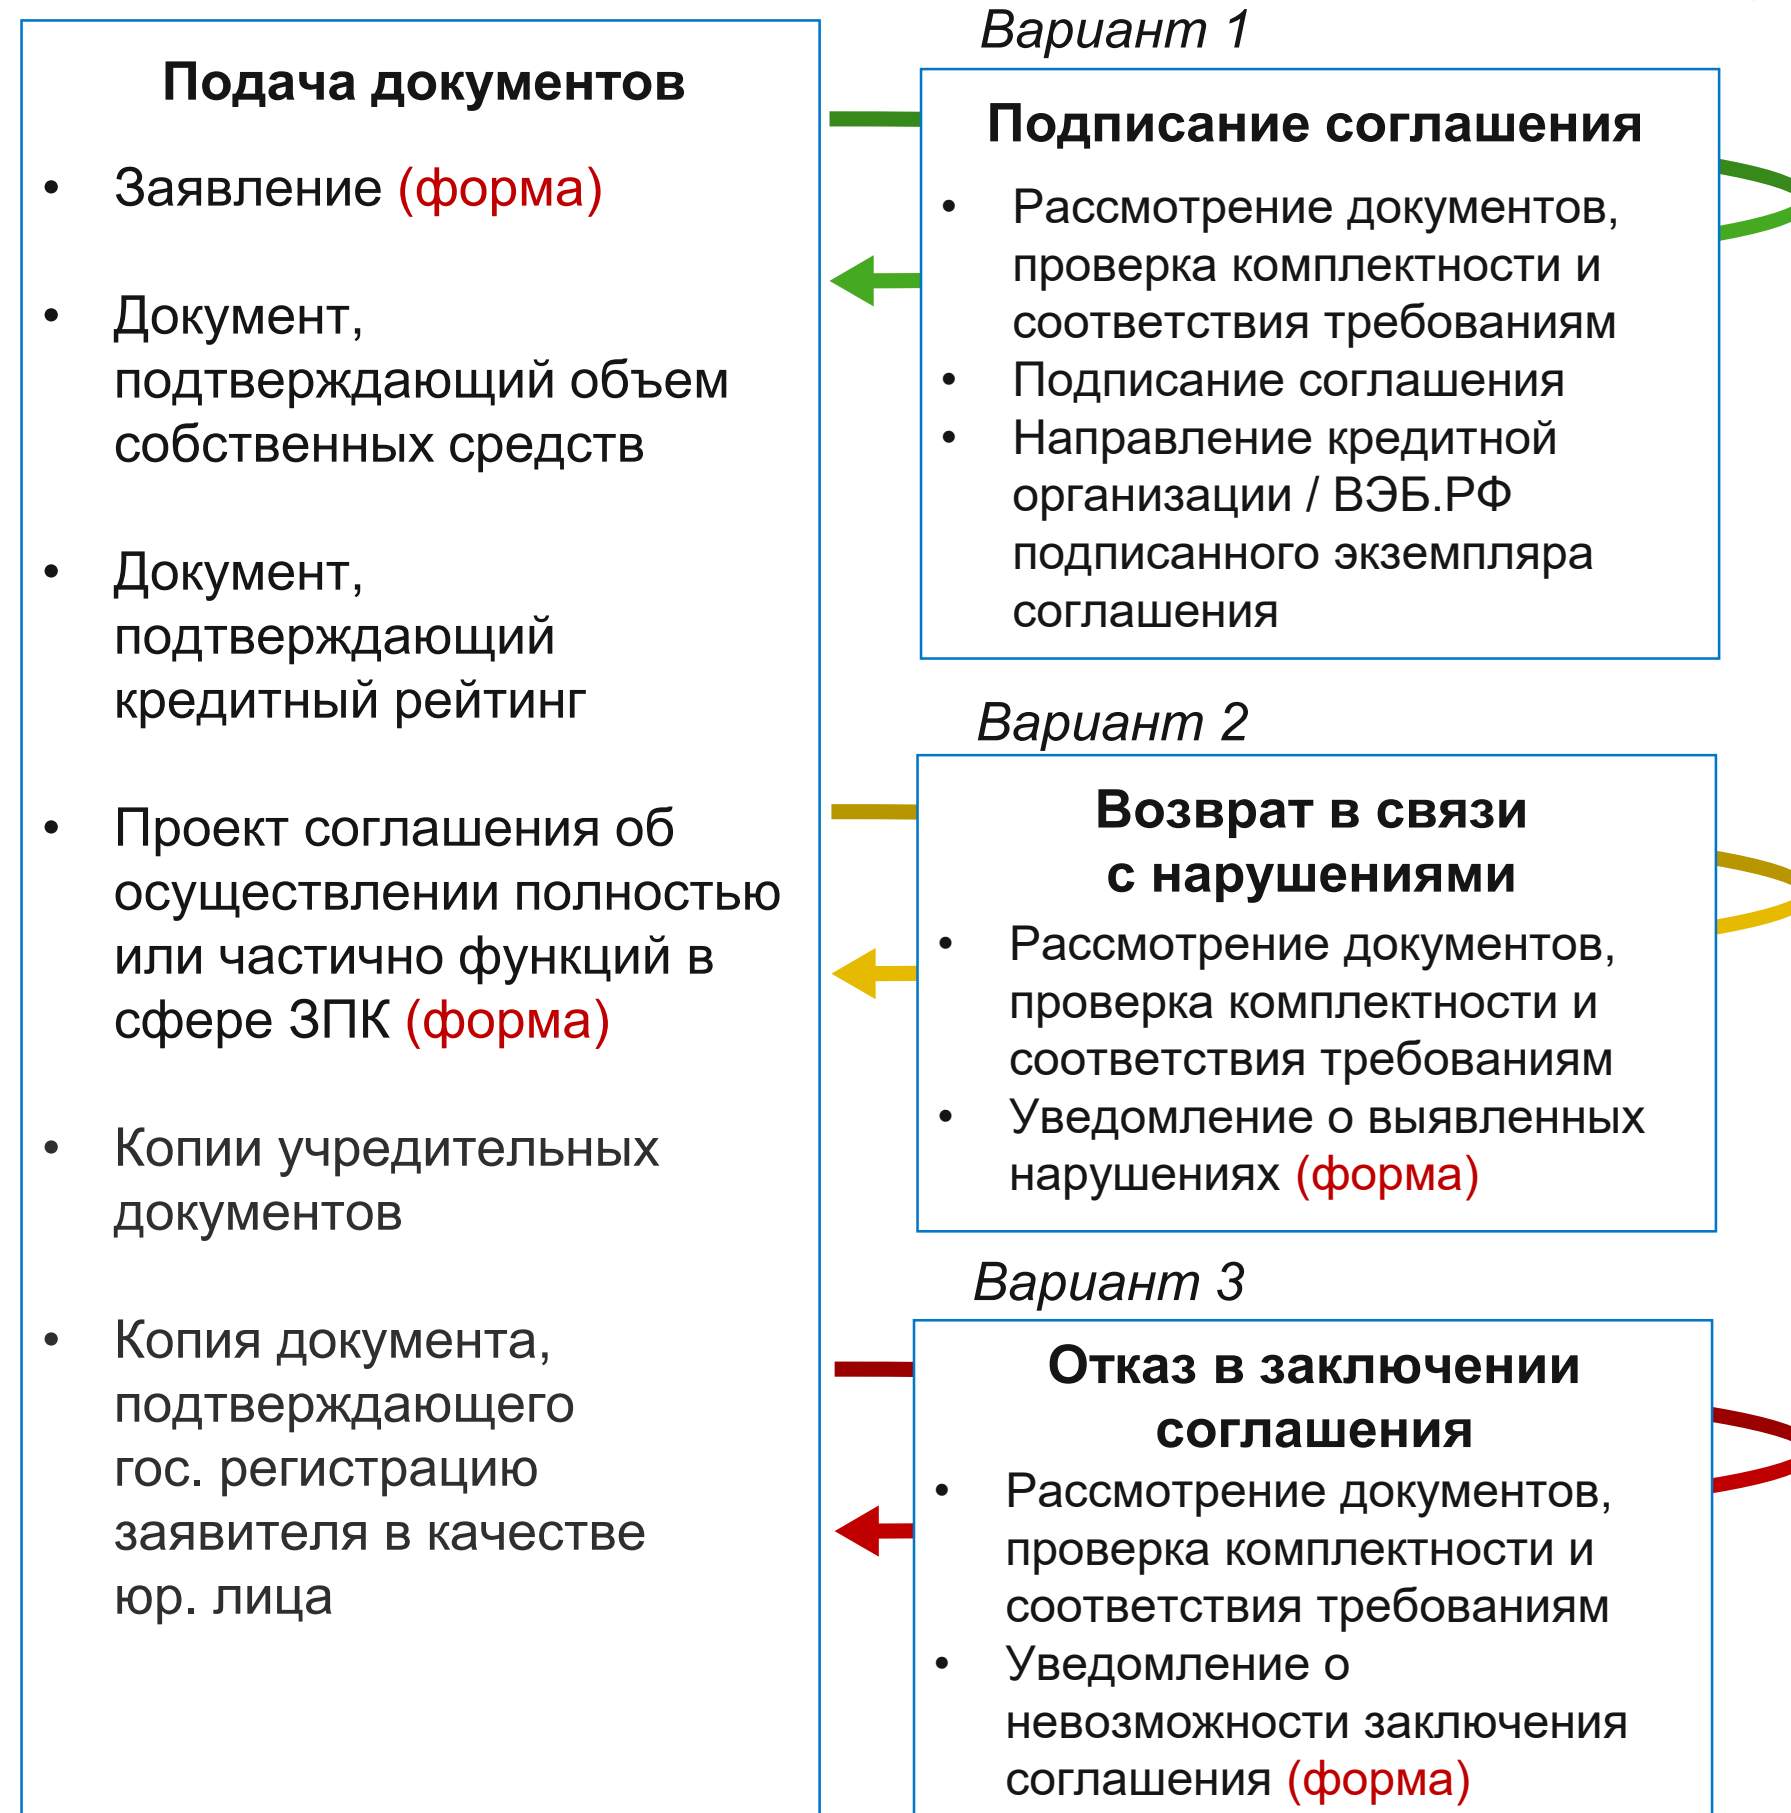 Подача документов
• Заявление (форма)
• Документ,
подтверждающий объем
собственных средств
• Документ,
подтверждающий
кредитный рейтинг
• Проект соглашения об
осуществлении полностью
или частично функций в
сфере ЗПК (форма)
• Копии учредительных
документов
• Копия документа,
подтверждающего
гос. регистрацию
заявителя в качестве
юр. лица
Вариант 1
Подписание соглашения
• Рассмотрение документов,
проверка комплектности и
соответствия требованиям
• Подписание соглашения
• Направление кредитной
организации / ВЭБ.РФ
подписанного экземпляра
соглашения
Вариант 2
Возврат в связи
с нарушениями
• Рассмотрение документов,
проверка комплектности и
соответствия требованиям
• Уведомление о выявленных
нарушениях (форма)
Вариант 3
Отказ в заключении
соглашения
• Рассмотрение документов,
проверка комплектности и
соответствия требованиям
• Уведомление о
невозможности заключения
соглашения (форма)